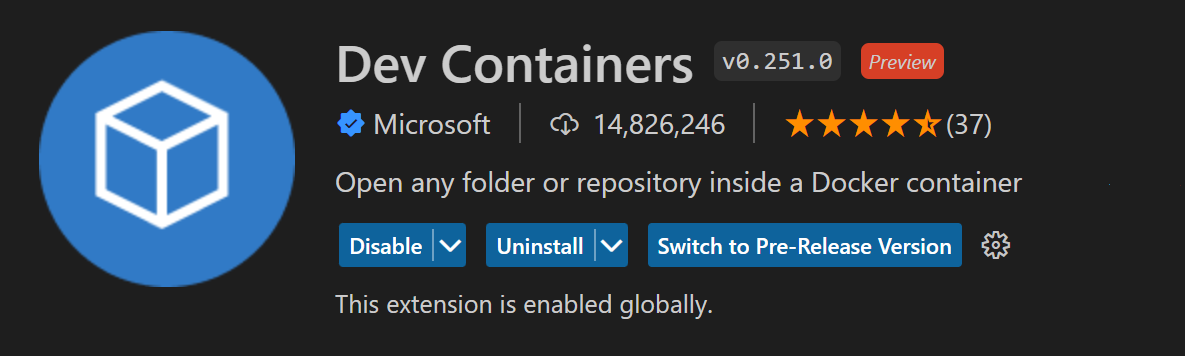 Dev Containers v0.251.0 Preview
Microsoft 14,826,246 (37)
Open any folder or repository inside a Docker container
Disable Uninstall Switch to Pre-Release Version
This extension is enabled globally.